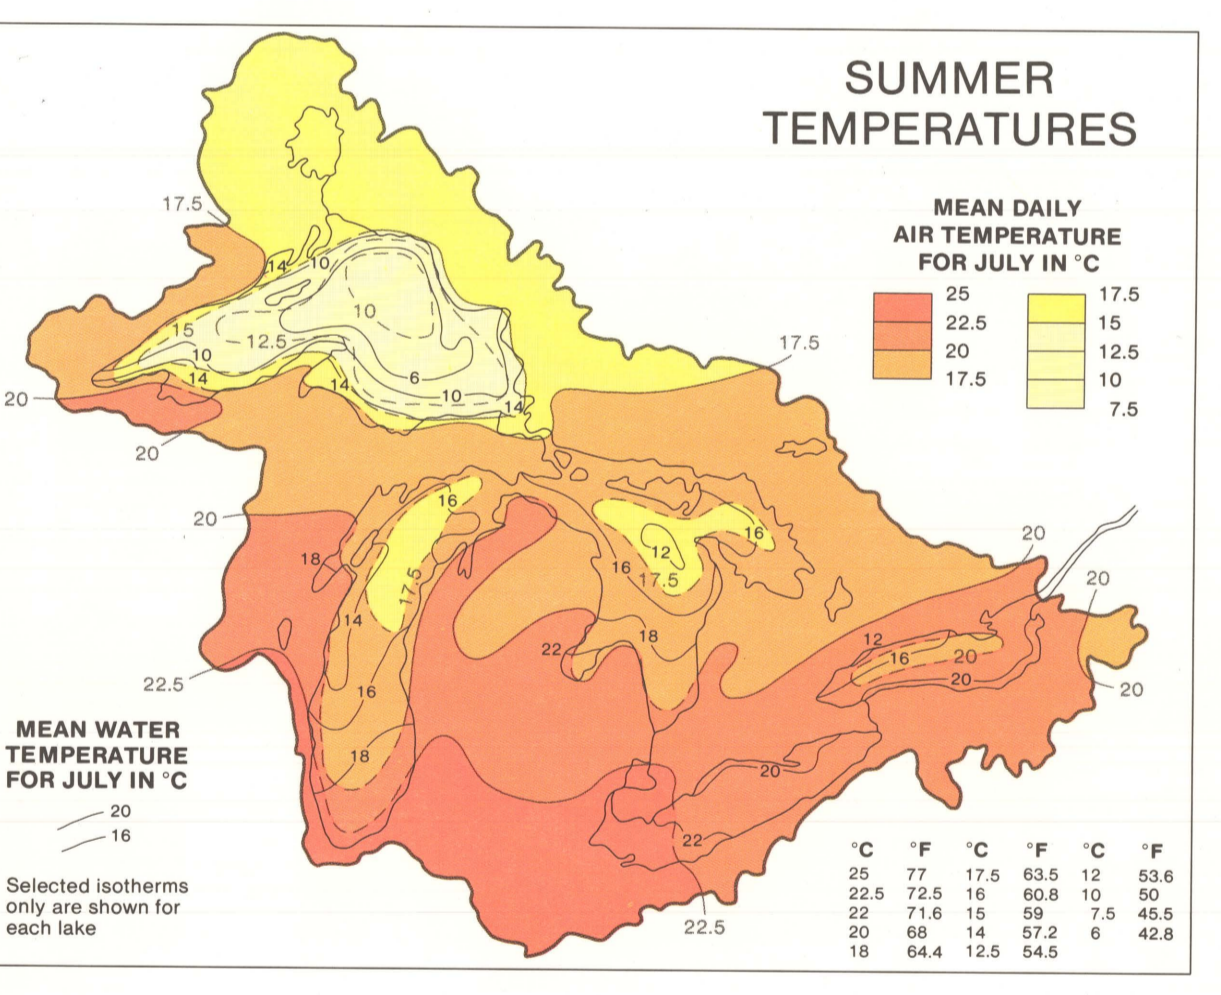 SUMMER
TEMPERATURES
MEAN DAILY
AIR TEMPERATURE
FOR JULY IN °C
25
22.5
20
17.5
17.5
15
12.5
10
7.5
17.5
14
10
15
10
12.5
10
17.5
14
14
6
10
14
20
20
20
16
16
18
12
17.5
16
17.5
20
20
14
18
22
12
16
20
20
20
22.5
16
18
20
22
22.5
MEAN WATER
TEMPERATURE
FOR JULY IN °C
20
16
Selected isotherms
only are shown for
each lake
°C °F °C °F °C °F
25 77 17.5 63.5 12 53.6
22.5 72.5 16 60.8 10 50
22 71.6 15 59 7.5 45.5
20 68 14 57.2 6 42.8
18 64.4 12.5 54.5